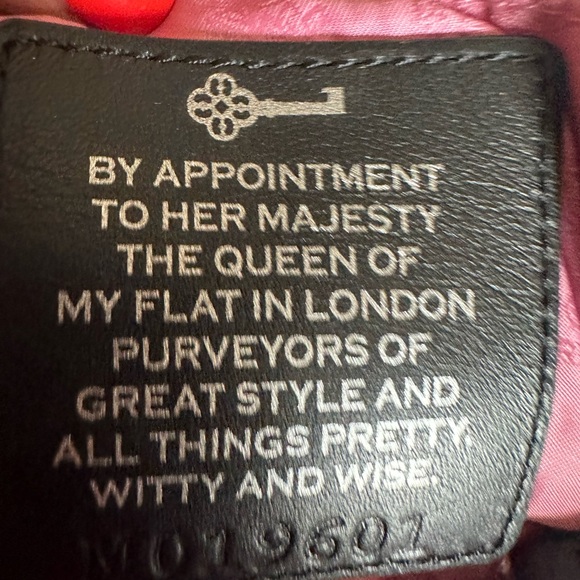 BY APPOINTMENT
TO HER MAJESTY
THE QUEEN OF
MY FLAT IN LONDON
PURVEYORS OF
GREAT STYLE AND
ALL THINGS PRETTY,
WITTY AND WISE.
M019601